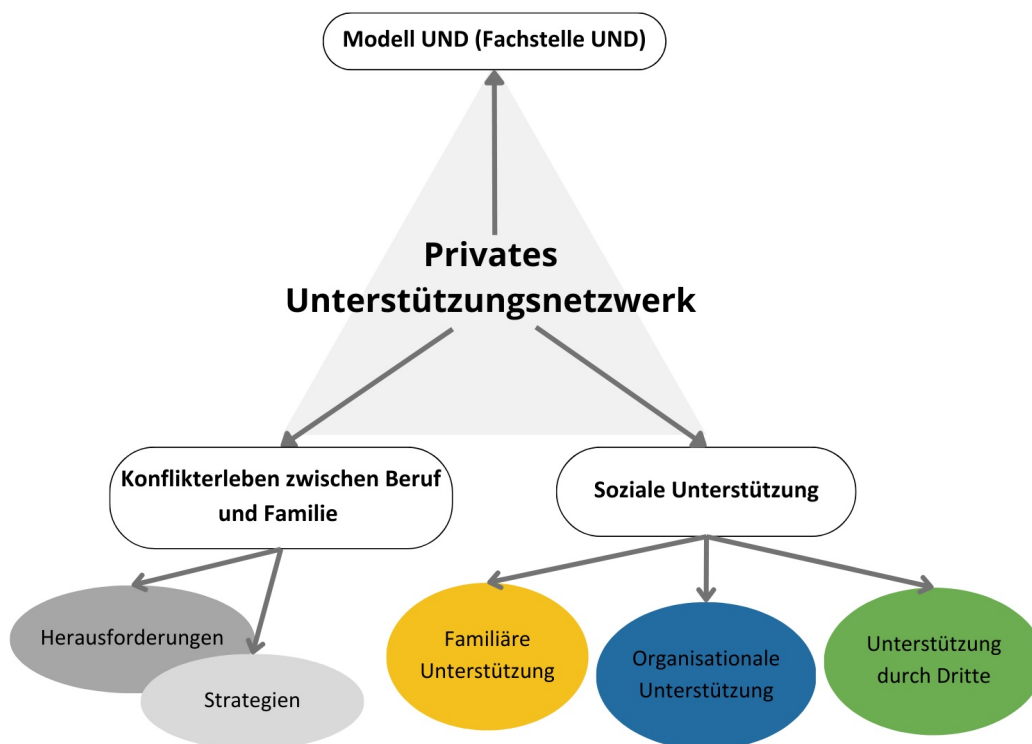 Modell UND (Fachstelle UND)
Privates
Unterstützungsnetzwerk
Konflikterleben zwischen Beruf
und Familie
Soziale Unterstützung
Herausforderungen
Strategien
Familiäre
Unterstützung
Organisationale
Unterstützung
Unterstützung
durch Dritte